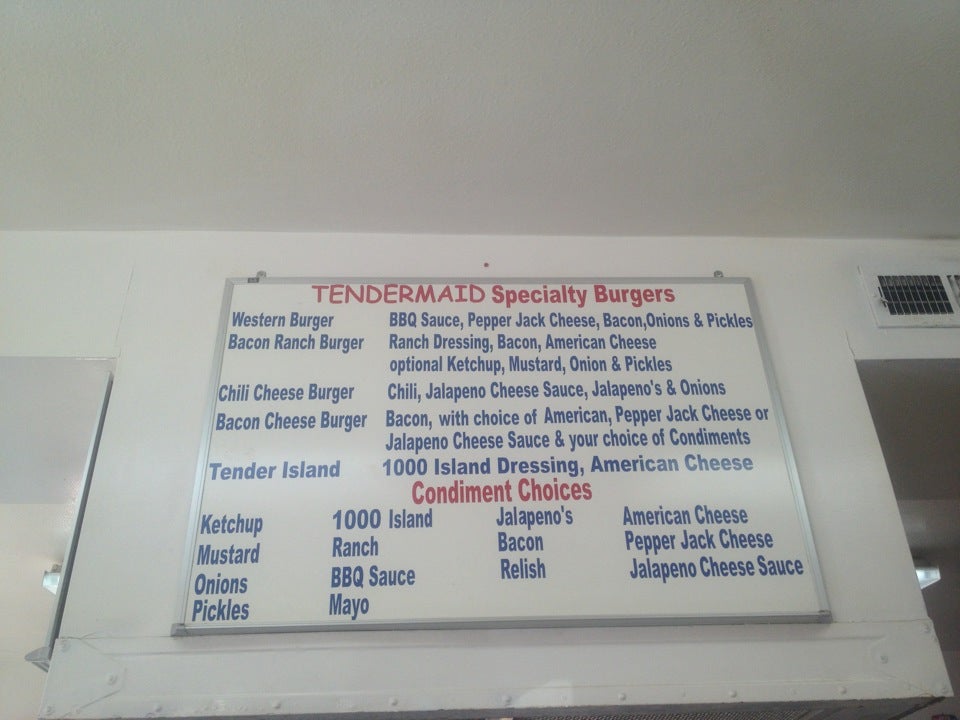 TENDERMAID Specialty Burgers
Western Burger BBQ Sauce, Pepper Jack Cheese, Bacon,Onions & Pickles
Bacon Ranch Burger Ranch Dressing, Bacon, American Cheese
optional Ketchup, Mustard, Onion & Pickles
Chili Cheese Burger Chili, Jalapeno Cheese Sauce, Jalapeno's & Onions
Bacon Cheese Burger Bacon, with choice of American, Pepper Jack Cheese or
Jalapeno Cheese Sauce & your choice of Condiments
Tender Island 1000 Island Dressing, American Cheese
Condiment Choices
Ketchup 1000 Island Jalapeno's American Cheese
Mustard Ranch Bacon Pepper Jack Cheese
Onions BBQ Sauce Relish Jalapeno Cheese Sauce
Pickles Mayo